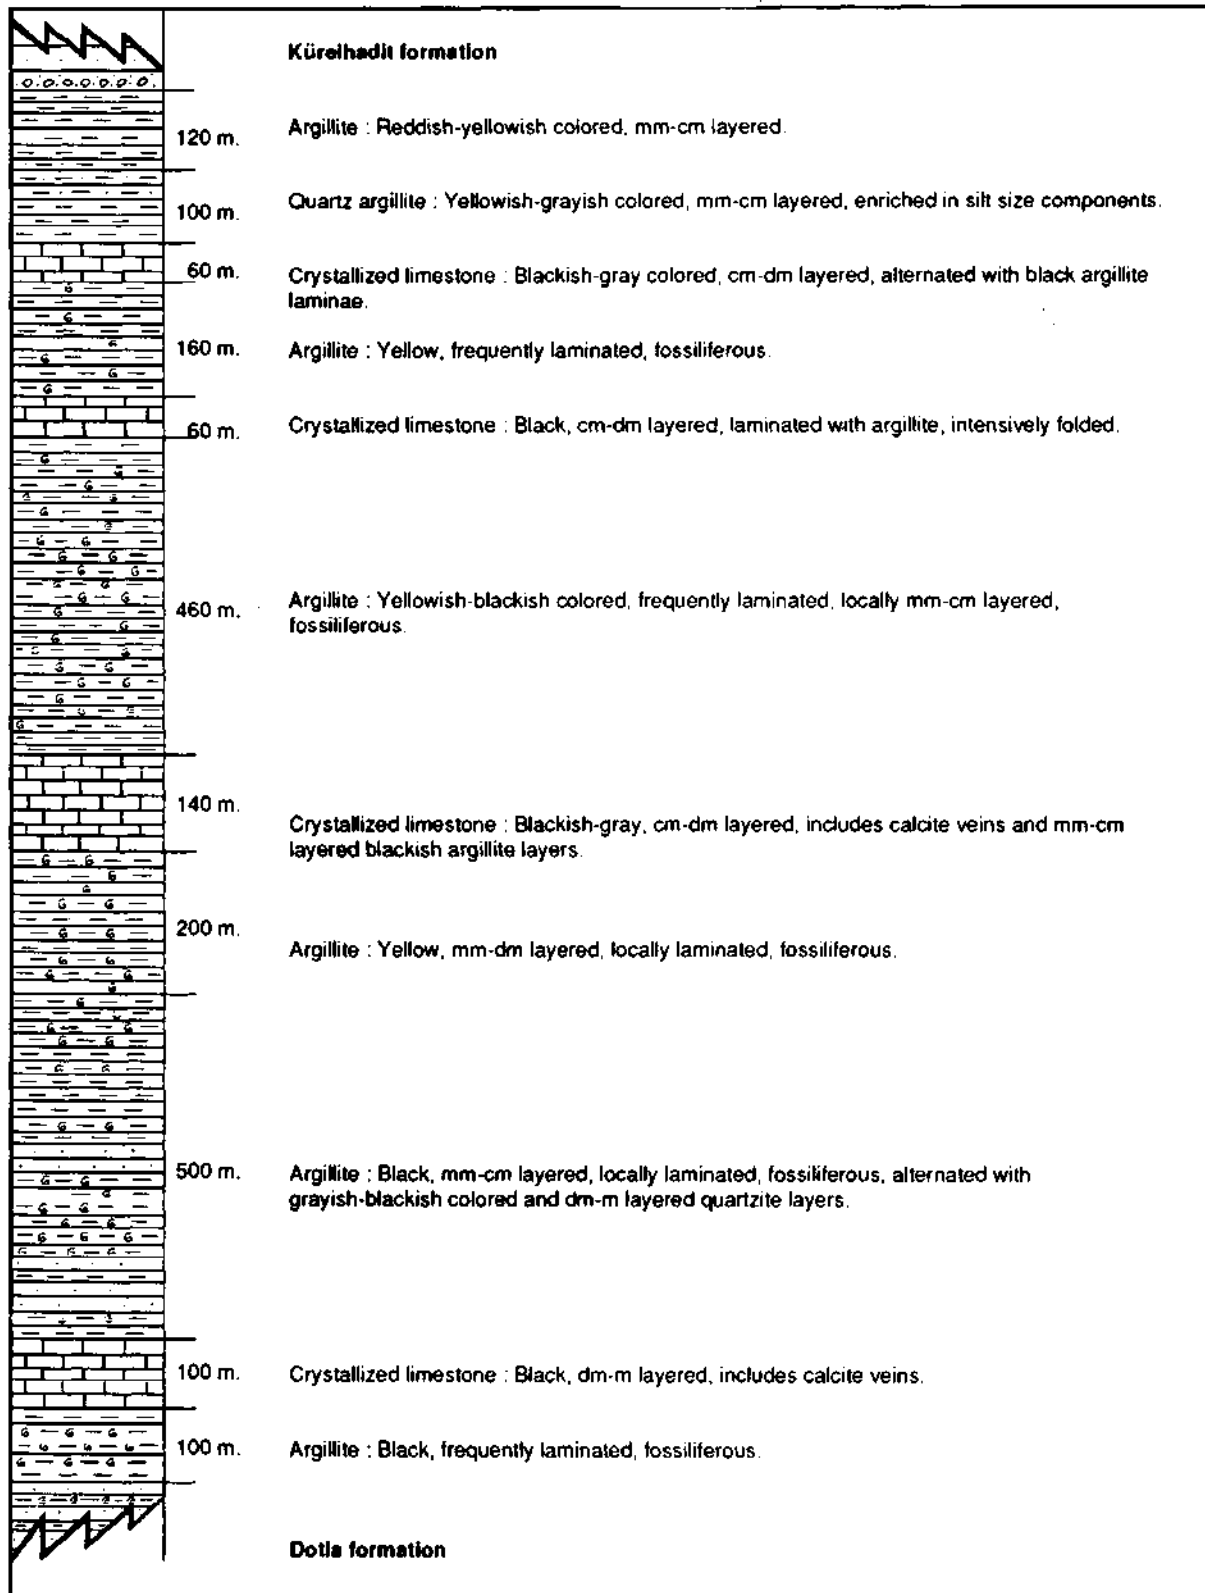 Kürelhadit formation
120 m.
Argillite : Reddish-yellowish colored, mm-cm layered.
100 m.
Quartz argillite : Yellowish-grayish colored, mm-cm layered, enriched in silt size components.
60 m.
Crystallized limestone : Blackish-gray colored, cm-dm layered, alternated with black argillite
laminae.
160 m.
Argillite : Yellow, frequently laminated, fossiliferous.
60 m.
Crystallized limestone : Black, cm-dm layered, laminated with argillite, intensively folded.
460 m.
Argillite : Yellowish-blackish colored, frequently laminated, locally mm-cm layered,
fossiliferous.
140 m.
Crystallized limestone : Blackish-gray, cm-dm layered, includes calcite veins and mm-cm
layered blackish argillite layers.
200 m.
Argillite : Yellow, mm-dm layered, locally laminated, fossiliferous.
500 m.
Argillite : Black, mm-cm layered, locally laminated, fossiliferous, alternated with
grayish-blackish colored and dm-m layered quartzite layers.
100 m.
Crystallized limestone : Black, dm-m layered, includes calcite veins.
100 m.
Argillite : Black, frequently laminated, fossiliferous.
Dotla formation